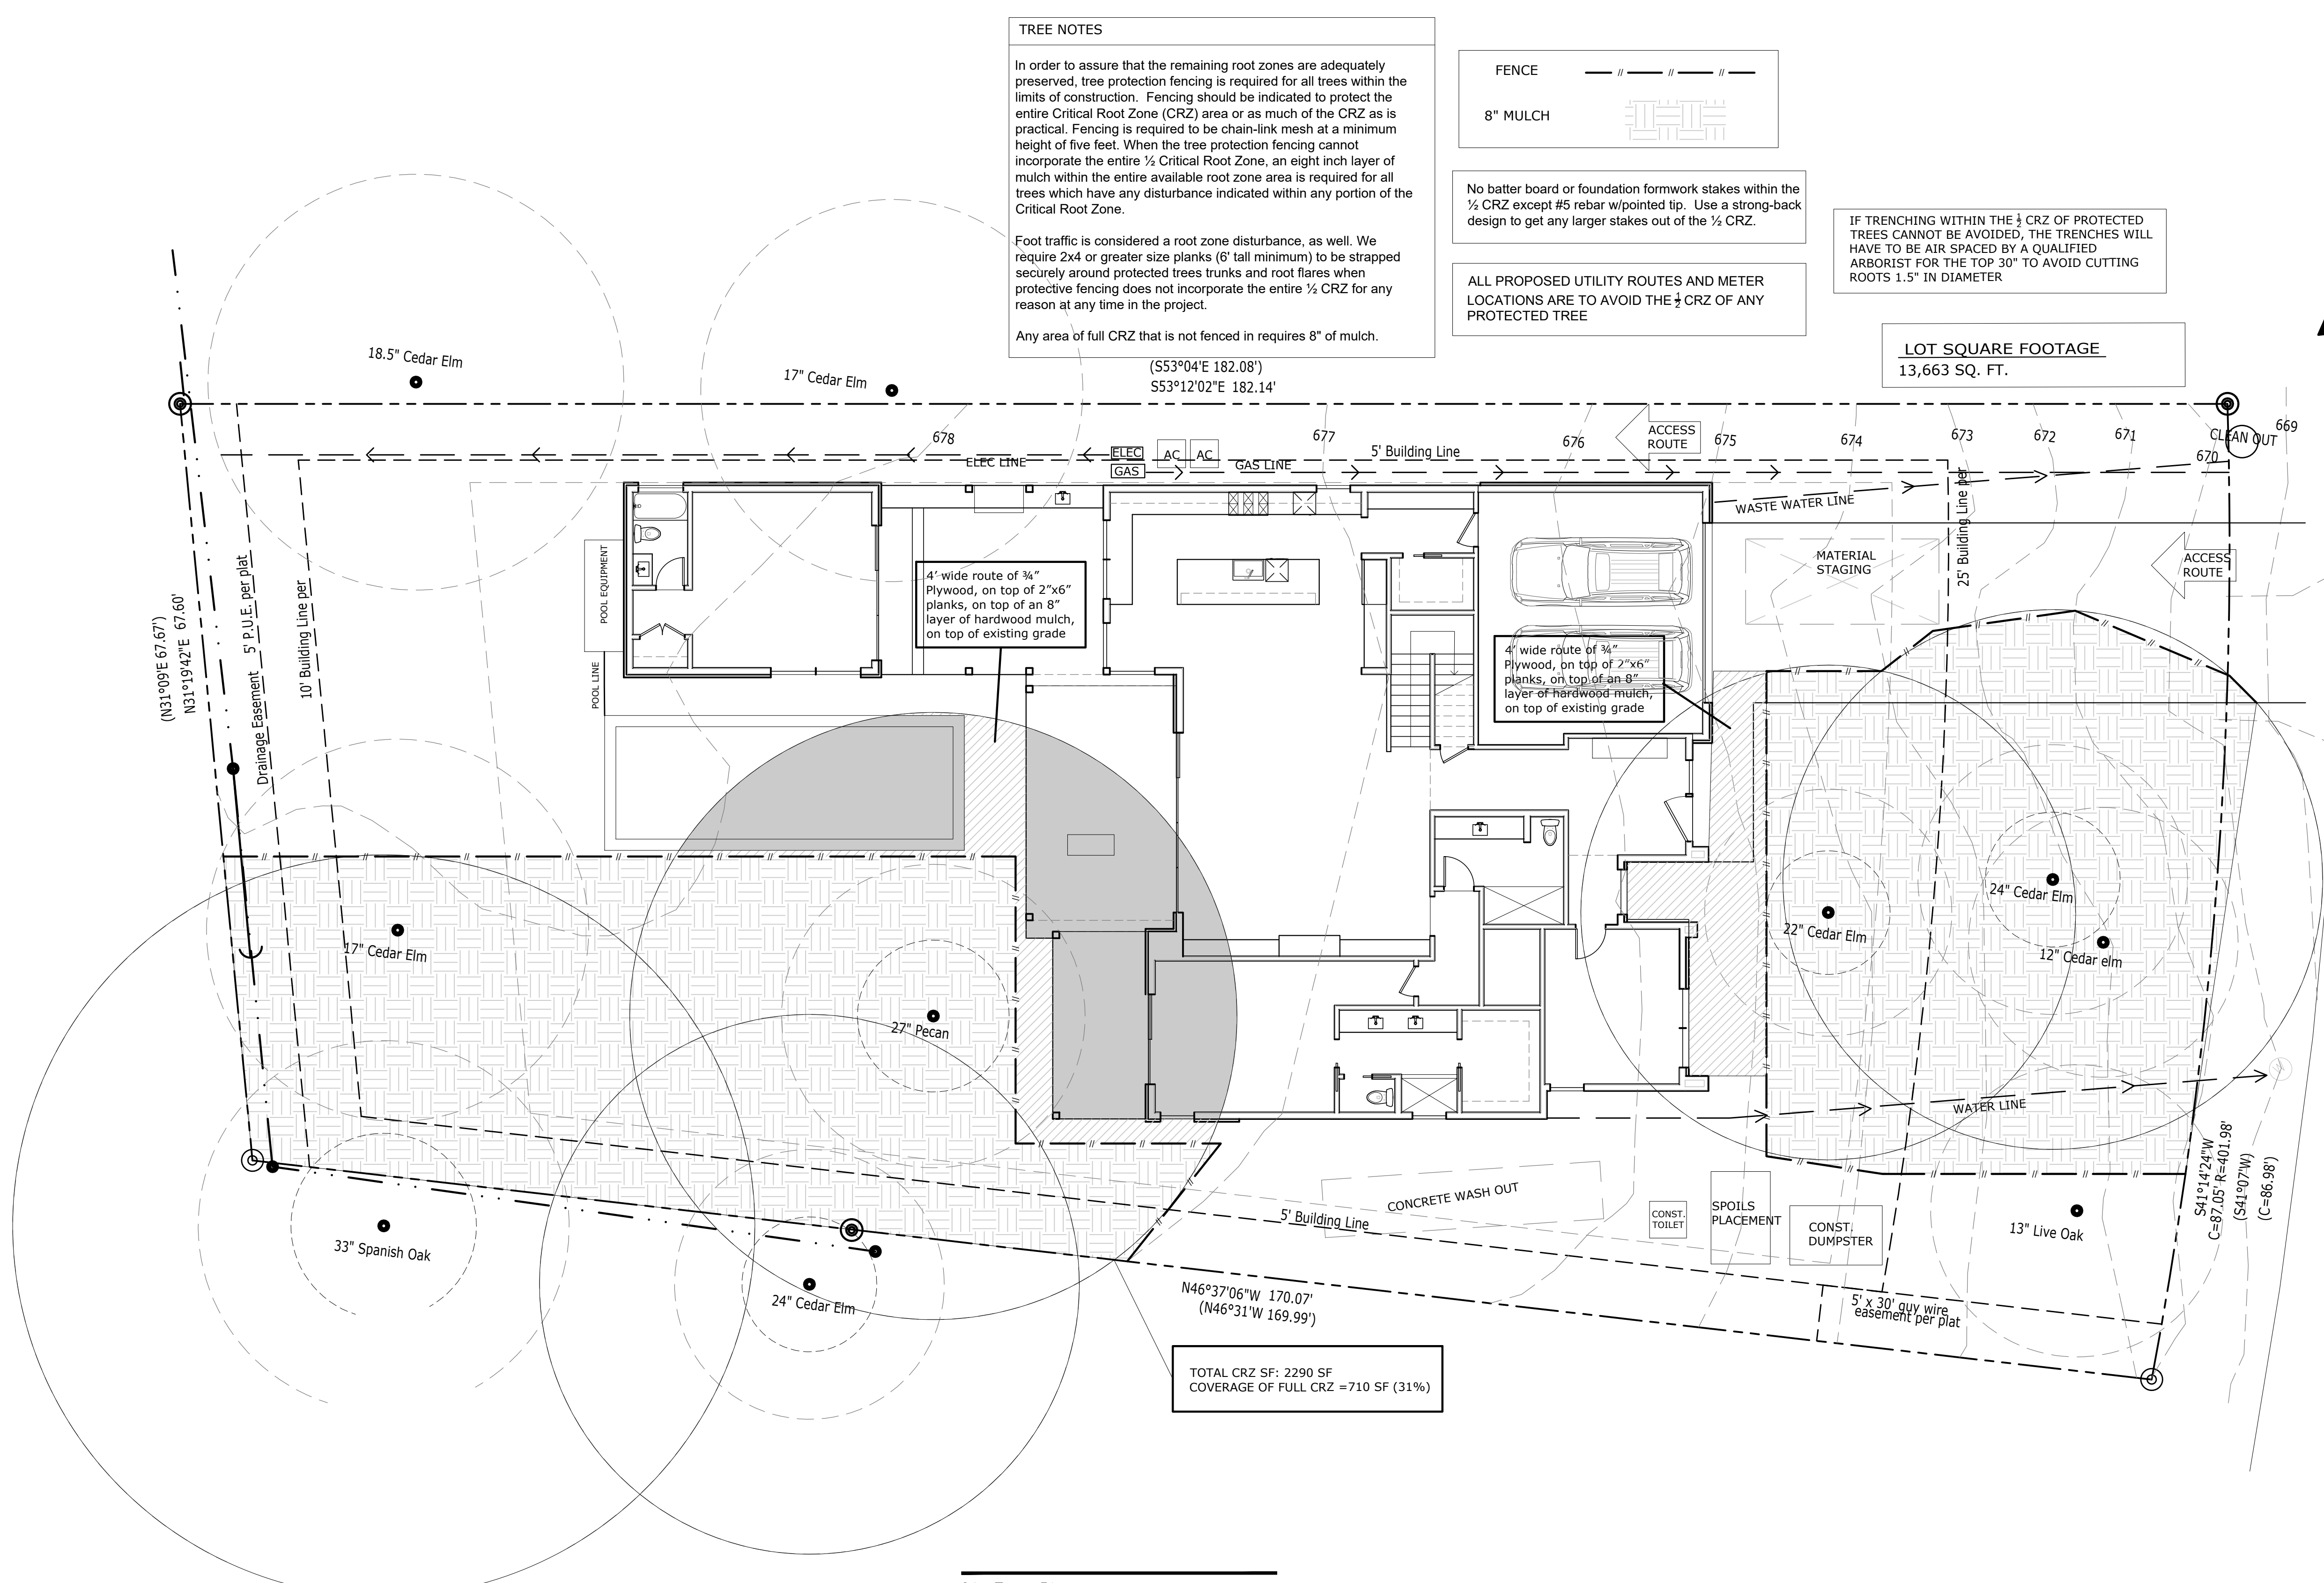 TREE NOTES
In order to assure that the remaining root zones are adequately
preserved, tree protection fencing is required for all trees within the
limits of construction.  Fencing should be indicated to protect the
entire Critical Root Zone (CRZ) area or as much of the CRZ as is
practical. Fencing is required to be chain-link mesh at a minimum
height of five feet. When the tree protection fencing cannot
incorporate the entire ½ Critical Root Zone, an eight inch layer of
mulch within the entire available root zone area is required for all
trees which have any disturbance indicated within any portion of the
Critical Root Zone.
Foot traffic is considered a root zone disturbance, as well. We
require 2x4 or greater size planks (6' tall minimum) to be strapped
securely around protected trees trunks and root flares when
protective fencing does not incorporate the entire ½ CRZ for any
reason at any time in the project.
Any area of full CRZ that is not fenced in requires 8" of mulch.
FENCE
8" MULCH
No batter board or foundation formwork stakes within the
½ CRZ except #5 rebar w/pointed tip.  Use a strong-back
design to get any larger stakes out of the ½ CRZ.
ALL PROPOSED UTILITY ROUTES AND METER
LOCATIONS ARE TO AVOID THE ½ CRZ OF ANY
PROTECTED TREE
IF TRENCHING WITHIN THE ½ CRZ OF PROTECTED
TREES CANNOT BE AVOIDED, THE TRENCHES WILL
HAVE TO BE AIR SPACED BY A QUALIFIED
ARBORIST FOR THE TOP 30" TO AVOID CUTTING
ROOTS 1.5" IN DIAMETER
LOT SQUARE FOOTAGE
13,663 SQ. FT.
18.5" Cedar Elm
17" Cedar Elm
(S53°04'E 182.08')
S53°12'02"E 182.14'
678
677
676
675
674
673
672
671
670
669
CLEAN OUT
ACCESS
ROUTE
5' Building Line
ELEC
GAS
AC
AC
ELEC LINE
GAS LINE
WASTE WATER LINE
25' Building Line per
MATERIAL
STAGING
ACCESS
ROUTE
(N31°09'E 67.67')
N31°19'42"E  67.60'
Drainage Easement
5' P.U.E. per plat
10' Building Line per
POOL EQUIPMENT
POOL LINE
4' wide route of ¾"
Plywood, on top of 2"x6"
planks, on top of an 8"
layer of hardwood mulch,
on top of existing grade
4' wide route of ¾"
Plywood, on top of 2"x6"
planks, on top of an 8"
layer of hardwood mulch,
on top of existing grade
17" Cedar Elm
27" Pecan
22" Cedar Elm
24" Cedar Elm
12" Cedar elm
33" Spanish Oak
24" Cedar Elm
WATER LINE
CONCRETE WASH OUT
5' Building Line
CONST.
TOILET
SPOILS
PLACEMENT
CONST.
DUMPSTER
13" Live Oak
S41°14'24"W
C=87.05' R=401.98'
(S41°07'W)
(C=86.98')
N46°37'06"W  170.07'
(N46°31'W 169.99')
5' x 30' guy wire
easement per plat
TOTAL CRZ SF: 2290 SF
COVERAGE OF FULL CRZ =710 SF (31%)